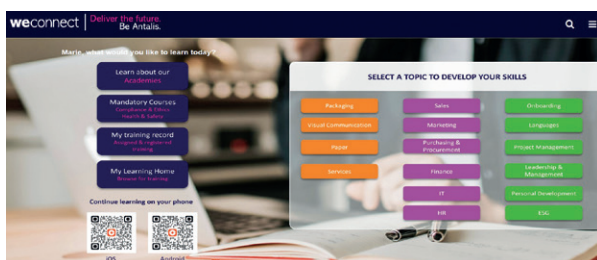 weconnect
Deliver the future.
Be Antalis.
Marie, what would you like to learn today?
Learn about our
Academies
Mandatory Courses
Compliance & Ethics
Health & Safety
My training record
Assigned & registered
training
My Learning Home
Browse for training
Continue learning on your phone
iOS
Android
SELECT A TOPIC TO DEVELOP YOUR SKILLS
Packaging
Sales
Onboarding
Visual Communication
Marketing
Languages
Paper
Purchasing &
Procurement
Project Management
Services
Finance
Leadership &
Management
IT
Personal Development
HR
ESG